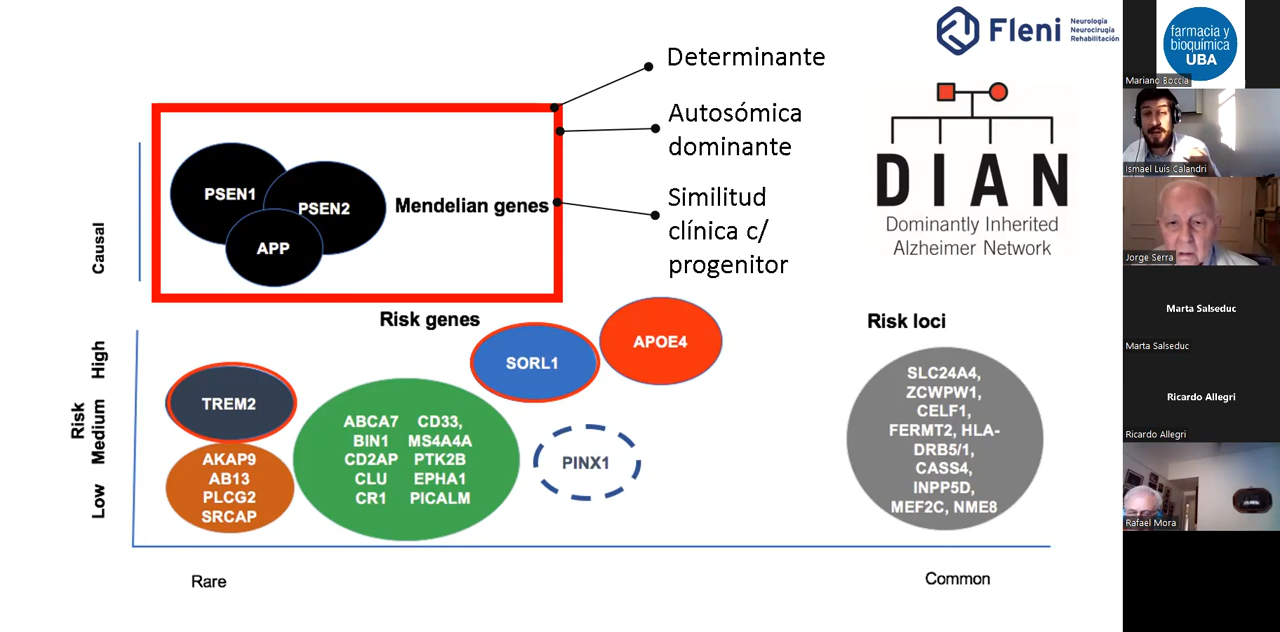 Fleni
Neurología
Neurocirugía
Rehabilitación
Determinante
Autosómica
dominante
Similitud
clínica c/
progenitor
DIAN
Dominantly Inherited
Alzheimer Network
Causal
PSEN1
PSEN2
APP
Mendelian genes
Risk genes
Risk loci
Risk
High
Medium
Low
TREM2
AKAP9
AB13
PLCG2
SRCAP
ABCA7 CD33,
BIN1 MS4A4A
CD2AP PTK2B
CLU EPHA1
CR1 PICALM
SORL1
APOE4
PINX1
SLC24A4,
ZCWPW1,
CELF1,
FERMT2, HLA-
DRB5/1,
CASS4,
INPP5D,
MEF2C, NME8
Rare
Common
farmacia y
bioquímica
UBA
Mariano Boccia
Ismael Luis Calandri
Jorge Serra
Marta Salseduc
Marta Salseduc
Ricardo Allegri
Ricardo Allegri
Rafael Mora